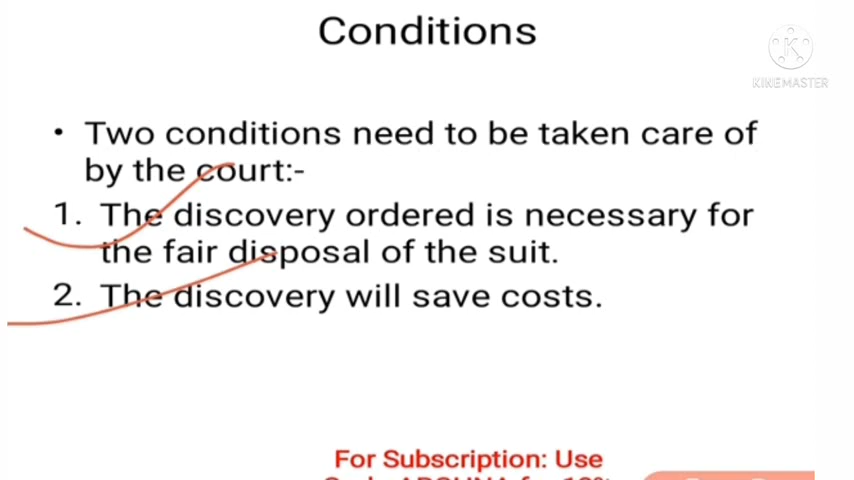 Conditions
KINEMASTER
• Two conditions need to be taken care of
by the court:-
1. The discovery ordered is necessary for
the fair disposal of the suit.
2. The discovery will save costs.
For Subscription: Use